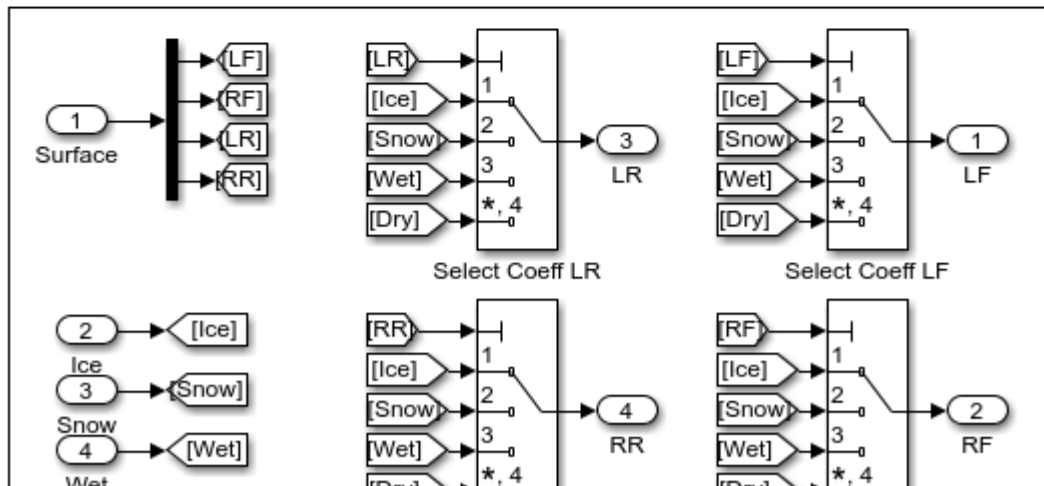 1
Surface
[LF]
[RF]
[LR]
[RR]
[LR]
[Ice]
[Snow]
[Wet]
[Dry]
1
2
3
*, 4
3
LR
Select Coeff LR
[LF]
[Ice]
[Snow]
[Wet]
[Dry]
1
2
3
*, 4
1
LF
Select Coeff LF
2
Ice
[Ice]
3
Snow
[Snow]
4
Wet
[Wet]
[RR]
[Ice]
[Snow]
[Wet]
[Dry]
1
2
3
*, 4
4
RR
[RF]
[Ice]
[Snow]
[Wet]
[Dry]
1
2
3
*, 4
2
RF